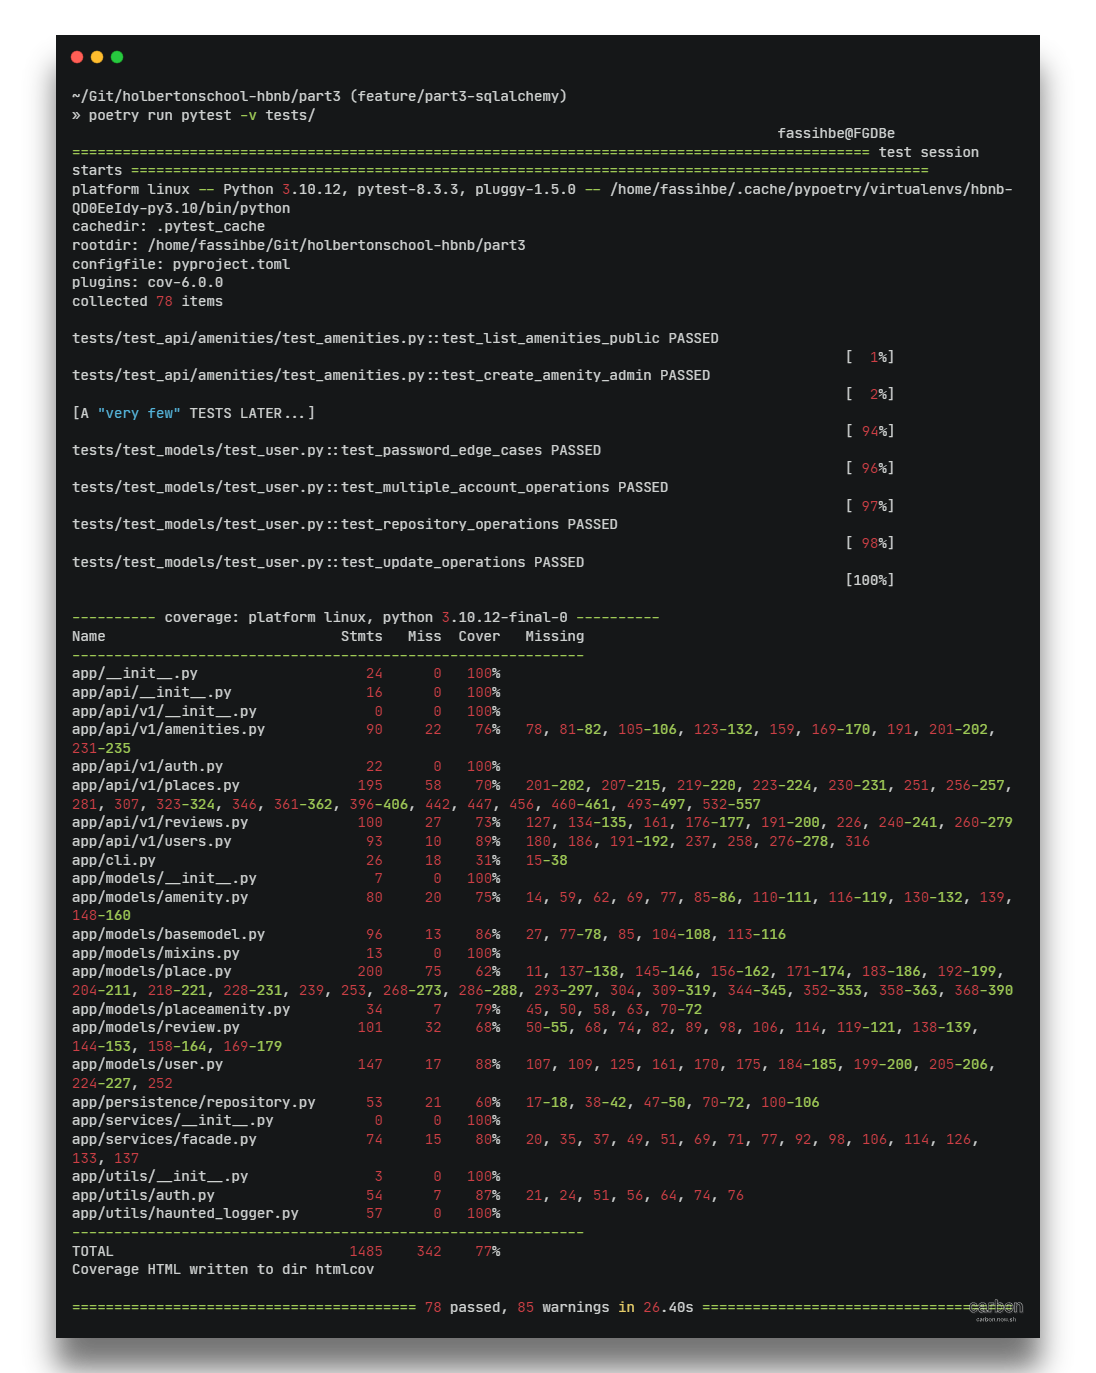 ~/Git/holbertonschool-hbnb/part3 (feature/part3-sqlalchemy)
» poetry run pytest -v tests/
fassihbe@FGDBe
=============================================================================================== test session
starts ===============================================================================================
platform linux -- Python 3.10.12, pytest-8.3.3, pluggy-1.5.0 -- /home/fassihbe/.cache/pypoetry/virtualenvs/hbnb-
QD0EeIdy-py3.10/bin/python
cachedir: .pytest_cache
rootdir: /home/fassihbe/Git/holbertonschool-hbnb/part3
configfile: pyproject.toml
plugins: cov-6.0.0
collected 78 items
tests/test_api/amenities/test_amenities.py::test_list_amenities_public PASSED
[  1%]
tests/test_api/amenities/test_amenities.py::test_create_amenity_admin PASSED
[  2%]
[A "very few" TESTS LATER...]
[ 94%]
tests/test_models/test_user.py::test_password_edge_cases PASSED
[ 96%]
tests/test_models/test_user.py::test_multiple_account_operations PASSED
[ 97%]
tests/test_models/test_user.py::test_repository_operations PASSED
[ 98%]
tests/test_models/test_user.py::test_update_operations PASSED
[100%]
---------- coverage: platform linux, python 3.10.12-final-0 ----------
Name                            Stmts   Miss  Cover   Missing
-------------------------------------------------------------
app/__init__.py                    24      0   100%
app/api/__init__.py                16      0   100%
app/api/v1/__init__.py              0      0   100%
app/api/v1/amenities.py            90     22    76%   78, 81-82, 105-106, 123-132, 159, 169-170, 191, 201-202,
231-235
app/api/v1/auth.py                 22      0   100%
app/api/v1/places.py              195     58    70%   201-202, 207-215, 219-220, 223-224, 230-231, 251, 256-257,
281, 307, 323-324, 346, 361-362, 396-406, 442, 447, 456, 460-461, 493-497, 532-557
app/api/v1/reviews.py             100     27    73%   127, 134-135, 161, 176-177, 191-200, 226, 240-241, 260-279
app/api/v1/users.py                93     10    89%   180, 186, 191-192, 237, 258, 276-278, 316
app/cli.py                         26     18    31%   15-38
app/models/__init__.py              7      0   100%
app/models/amenity.py              80     20    75%   14, 59, 62, 69, 77, 85-86, 110-111, 116-119, 130-132, 139,
148-160
app/models/basemodel.py            96     13    86%   27, 77-78, 85, 104-108, 113-116
app/models/mixins.py               13      0   100%
app/models/place.py               200     75    62%   11, 137-138, 145-146, 156-162, 171-174, 183-186, 192-199,
204-211, 218-221, 228-231, 239, 253, 268-273, 286-288, 293-297, 304, 309-319, 344-345, 352-353, 358-363, 368-390
app/models/placeamenity.py         34      7    79%   45, 50, 58, 63, 70-72
app/models/review.py              101     32    68%   50-55, 68, 74, 82, 89, 98, 106, 114, 119-121, 138-139,
144-153, 158-164, 169-179
app/models/user.py                147     17    88%   107, 109, 125, 161, 170, 175, 184-185, 199-200, 205-206,
224-227, 252
app/persistence/repository.py      53     21    60%   17-18, 38-42, 47-50, 70-72, 100-106
app/services/__init__.py            0      0   100%
app/services/facade.py             74     15    80%   20, 35, 37, 49, 51, 69, 71, 77, 92, 98, 106, 114, 126,
133, 137
app/utils/__init__.py               3      0   100%
app/utils/auth.py                  54      7    87%   21, 24, 51, 56, 64, 74, 76
app/utils/haunted_logger.py        57      0   100%
-------------------------------------------------------------
TOTAL                            1485    342    77%
Coverage HTML written to dir htmlcov
========================================= 78 passed, 85 warnings in 26.40s =====================================
carbon
carbon.now.sh